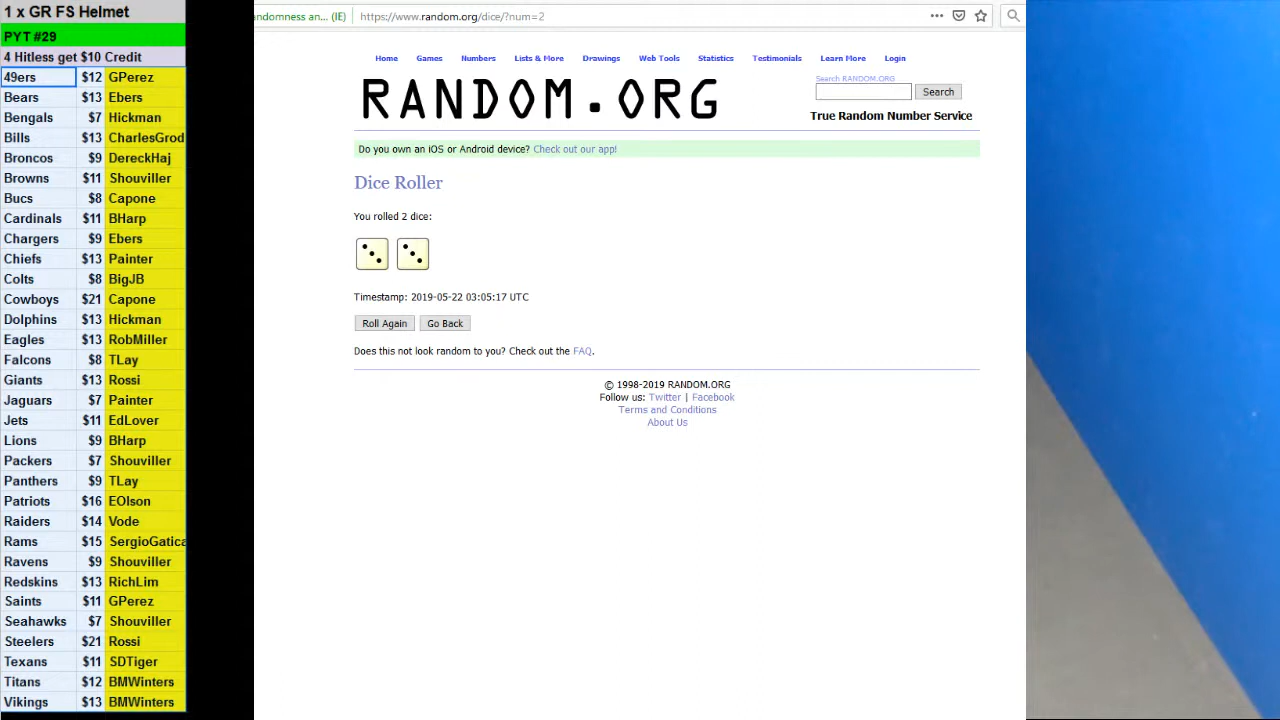 1 x GR FS Helmet
PYT #29
4 Hitless get $10 Credit
49ers $12 GPerez
Bears $13 Ebers
Bengals $7 Hickman
Bills $13 CharlesGrod
Broncos $9 DereckHaj
Browns $11 Shouviller
Bucs $8 Capone
Cardinals $11 BHarp
Chargers $9 Ebers
Chiefs $13 Painter
Colts $8 BigJB
Cowboys $21 Capone
Dolphins $13 Hickman
Eagles $13 RobMiller
Falcons $8 TLay
Giants $13 Rossi
Jaguars $7 Painter
Jets $11 EdLover
Lions $9 BHarp
Packers $7 Shouviller
Panthers $9 TLay
Patriots $16 EOlson
Raiders $14 Vode
Rams $15 SergioGatica
Ravens $9 Shouviller
Redskins $13 RichLim
Saints $11 GPerez
Seahawks $7 Shouviller
Steelers $21 Rossi
Texans $11 SDTiger
Titans $12 BMWinters
Vikings $13 BMWinters
andomness an... (IE) https://www.random.org/dice/?num=2
Home Games Numbers Lists & More Drawings Web Tools Statistics Testimonials Learn More Login
RANDOM.ORG
Search RANDOM.ORG
Search
True Random Number Service
Do you own an iOS or Android device? Check out our app!
Dice Roller
You rolled 2 dice:
Timestamp: 2019-05-22 03:05:17 UTC
Roll Again Go Back
Does this not look random to you? Check out the FAQ.
© 1998-2019 RANDOM.ORG
Follow us: Twitter | Facebook
Terms and Conditions
About Us